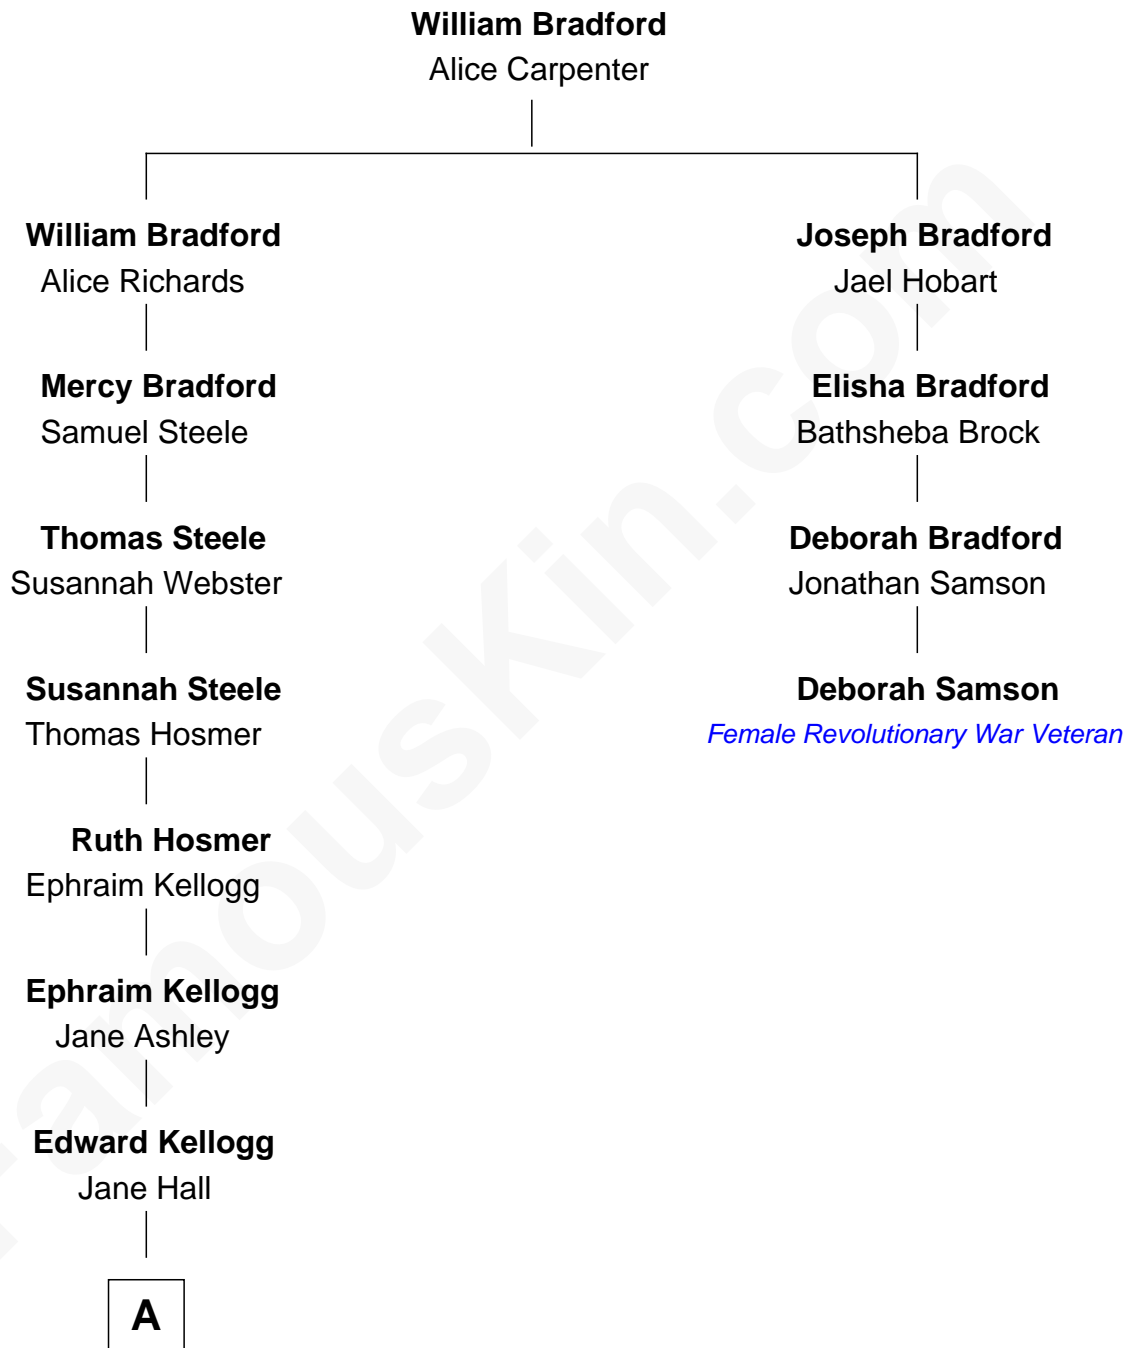 William Bradford
Alice Carpenter
William Bradford
Alice Richards
Joseph Bradford
Jael Hobart
Mercy Bradford
Samuel Steele
Elisha Bradford
Bathsheba Brock
Thomas Steele
Susannah Webster
Deborah Bradford
Jonathan Samson
Susannah Steele
Thomas Hosmer
Deborah Samson
Female Revolutionary War Veteran
Ruth Hosmer
Ephraim Kellogg
Ephraim Kellogg
Jane Ashley
Edward Kellogg
Jane Hall
A
FamousKin.com